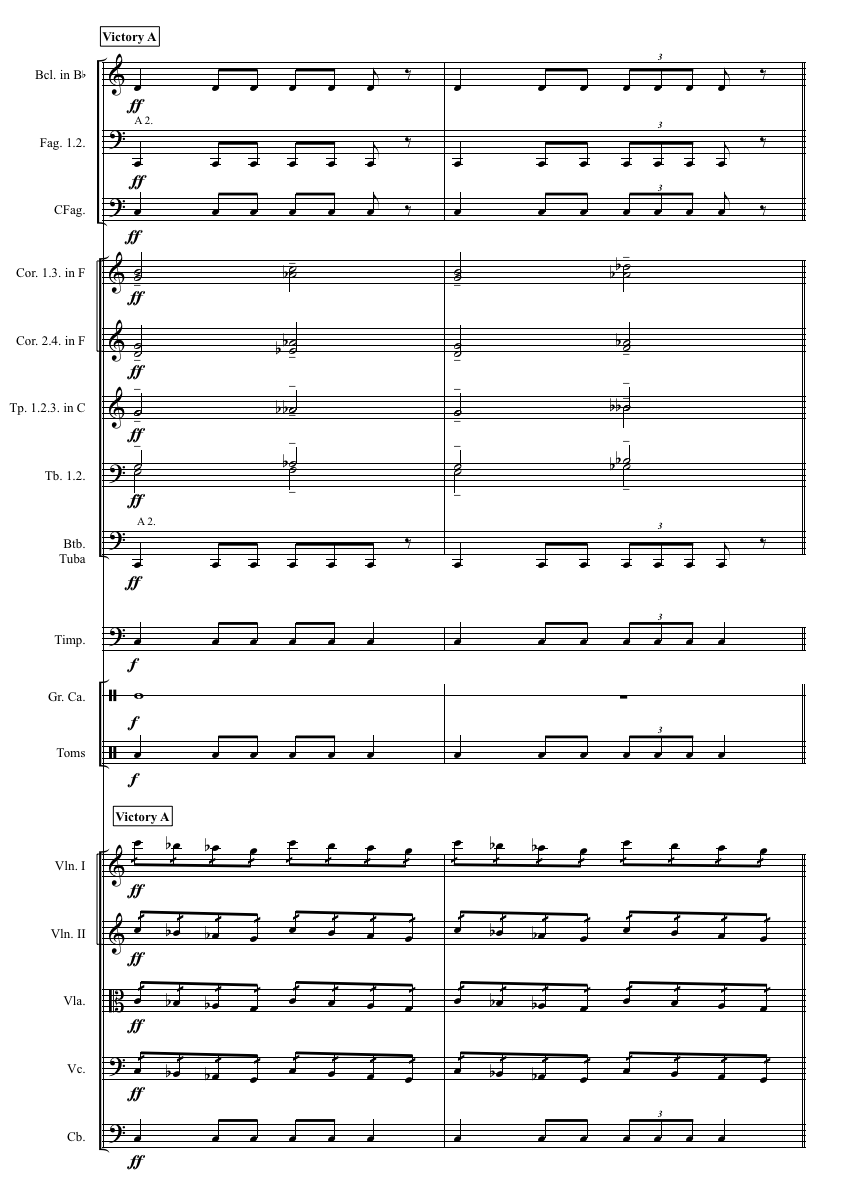 Victory A
Bcl. in B♭
ff
3
A 2.
Fag. 1.2.
ff
3
CFag.
ff
3
Cor. 1.3. in F
ff
Cor. 2.4. in F
ff
Tp. 1.2.3. in C
ff
Tb. 1.2.
ff
A 2.
Btb.
Tuba
ff
3
Timp.
f
3
Gr. Ca.
f
Toms
f
3
Victory A
Vln. I
ff
Vln. II
ff
Vla.
ff
Vc.
ff
Cb.
ff
3